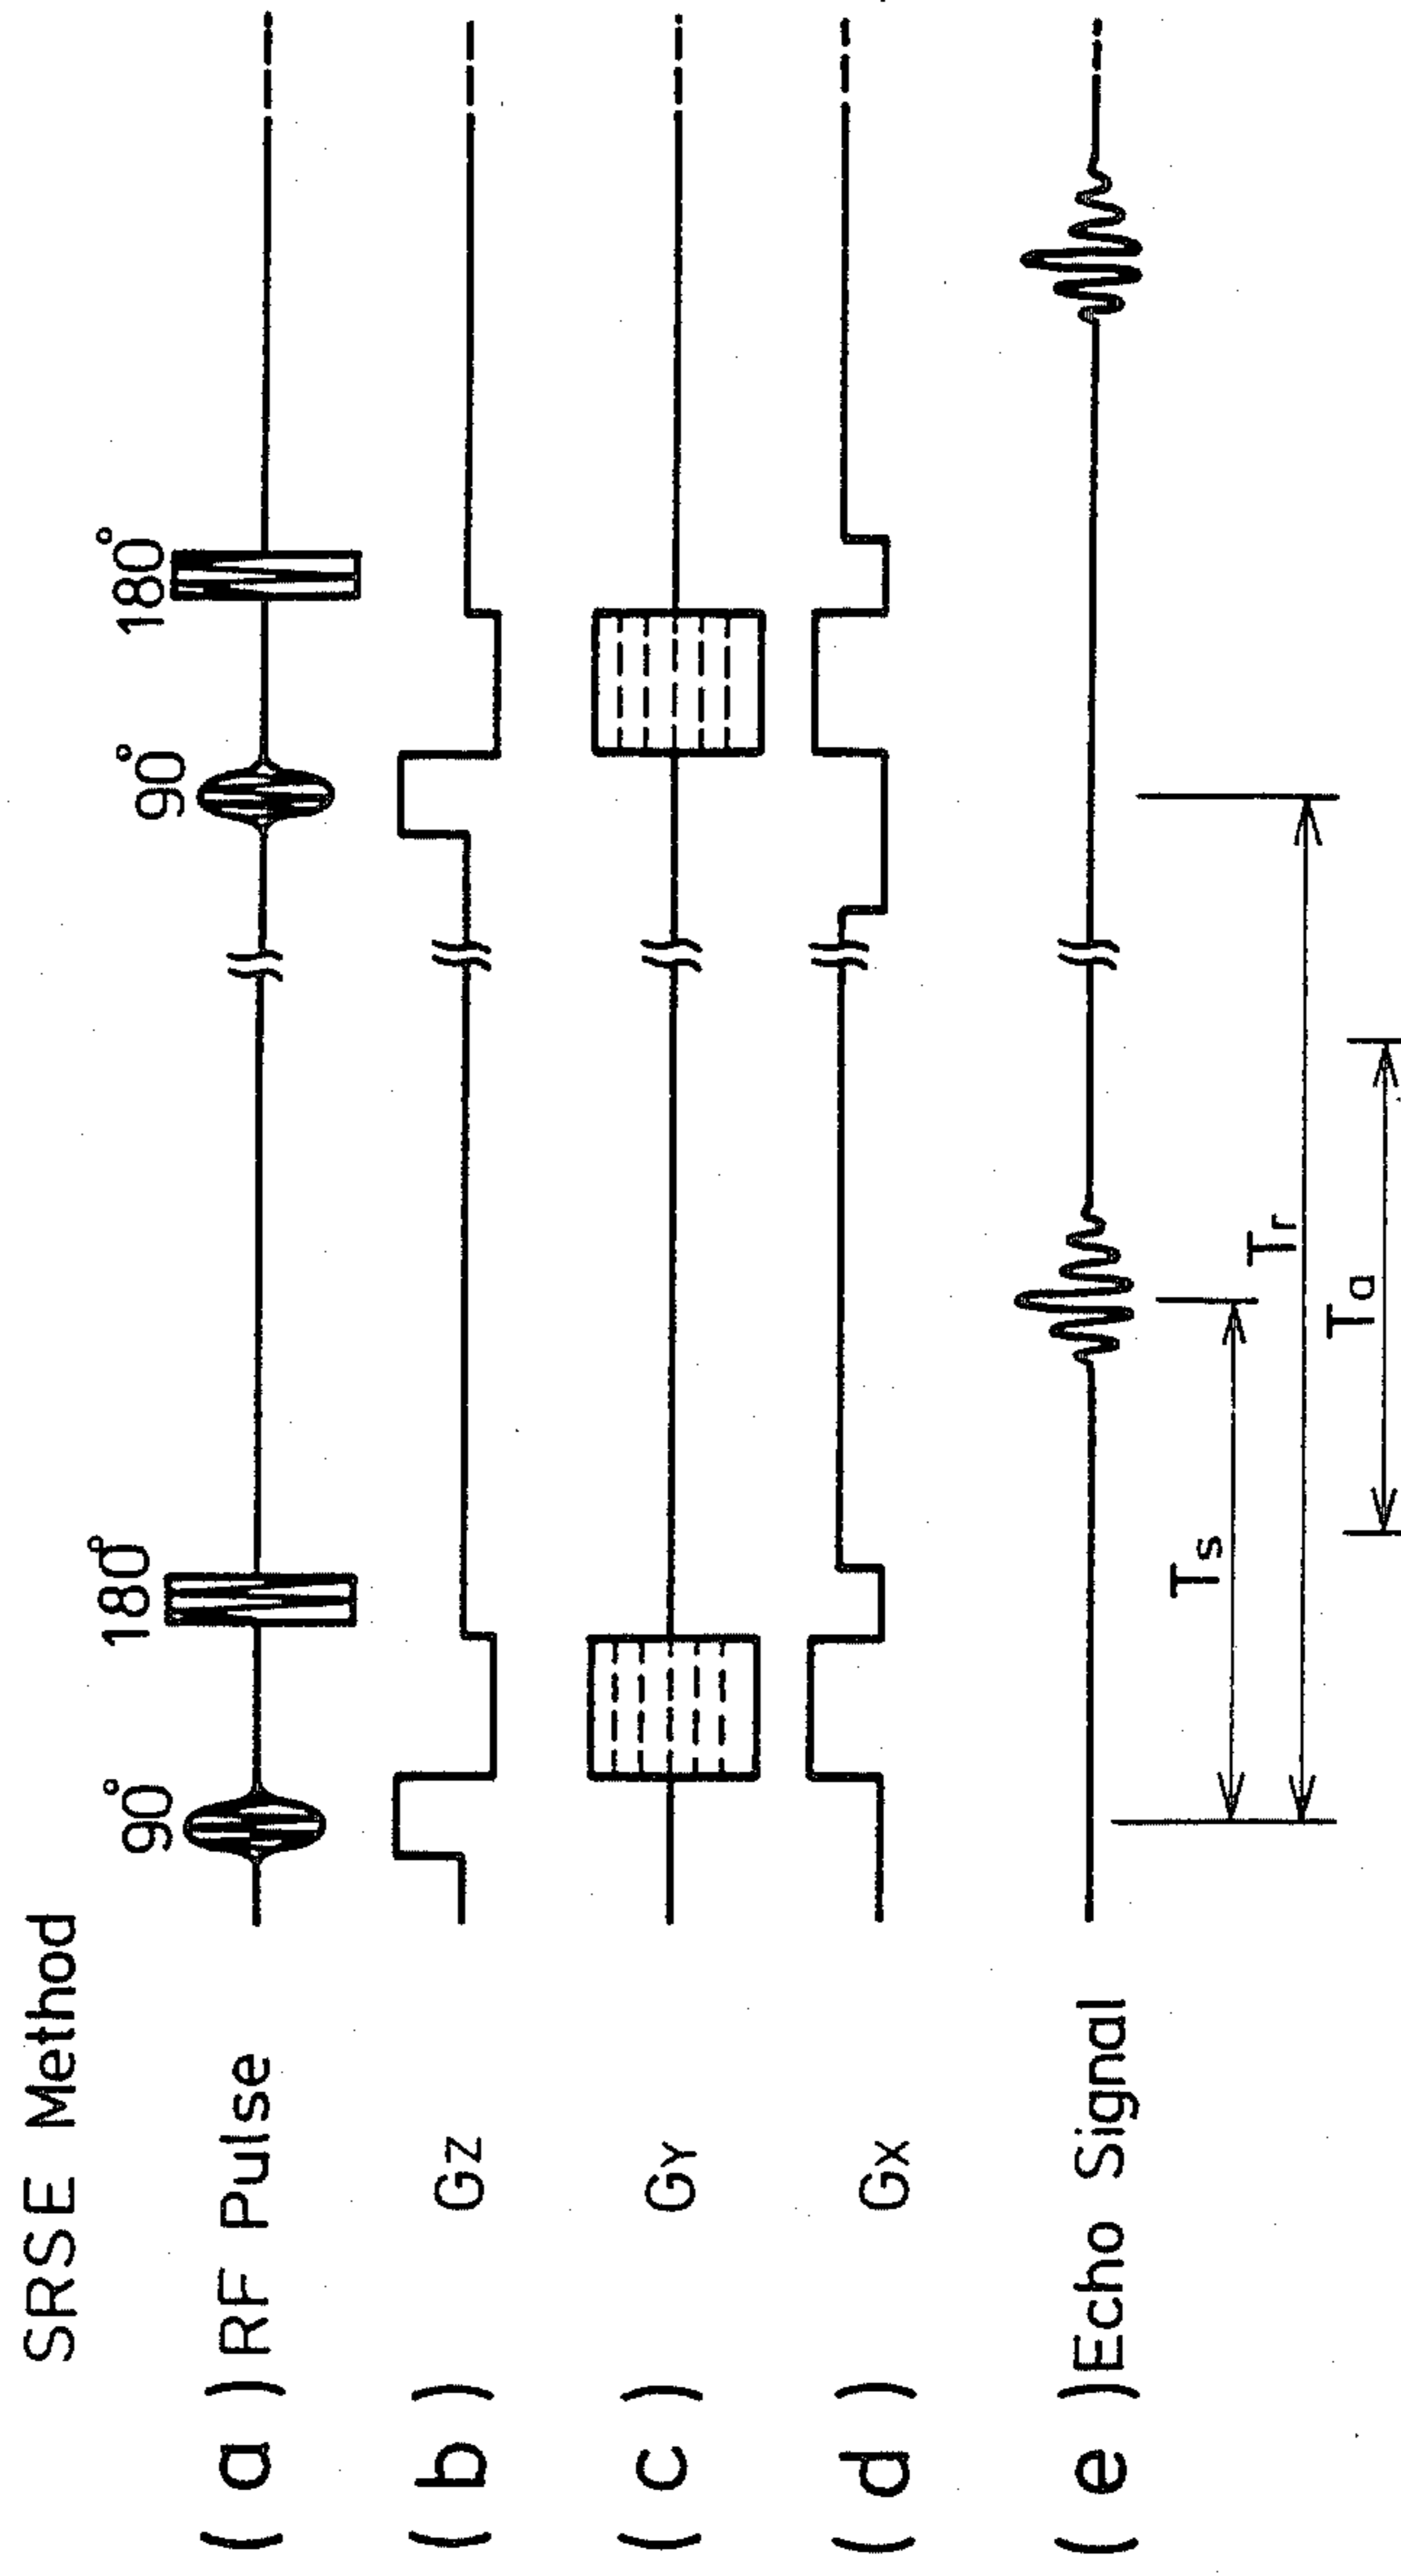 SRSE Method
90° 180° 90° 180°
(a) RF Pulse
(b) GZ
(c) GY
(d) GX
(e) Echo Signal
Ts
Tr
Ta